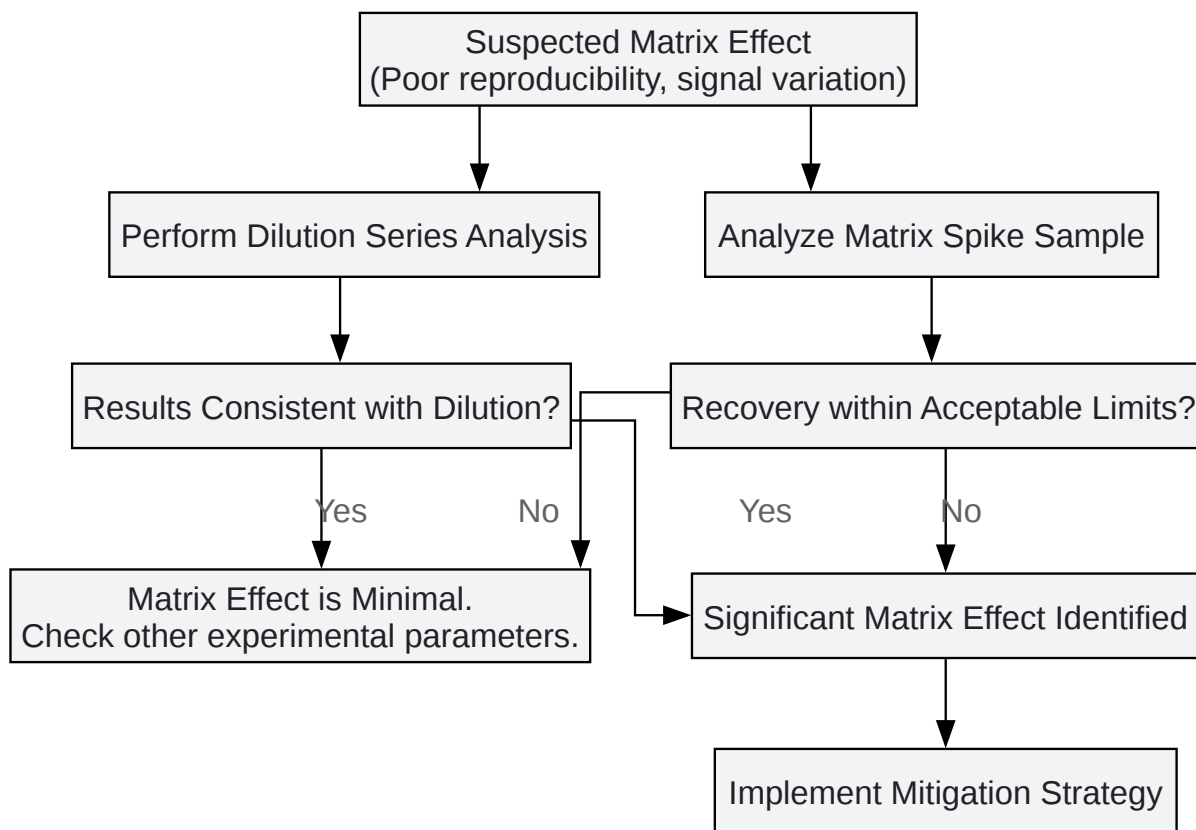 Suspected Matrix Effect
(Poor reproducibility, signal variation)
Perform Dilution Series Analysis
Analyze Matrix Spike Sample
Results Consistent with Dilution?
Recovery within Acceptable Limits?
Yes
No
Yes
No
Matrix Effect is Minimal.
Check other experimental parameters.
Significant Matrix Effect Identified
Implement Mitigation Strategy